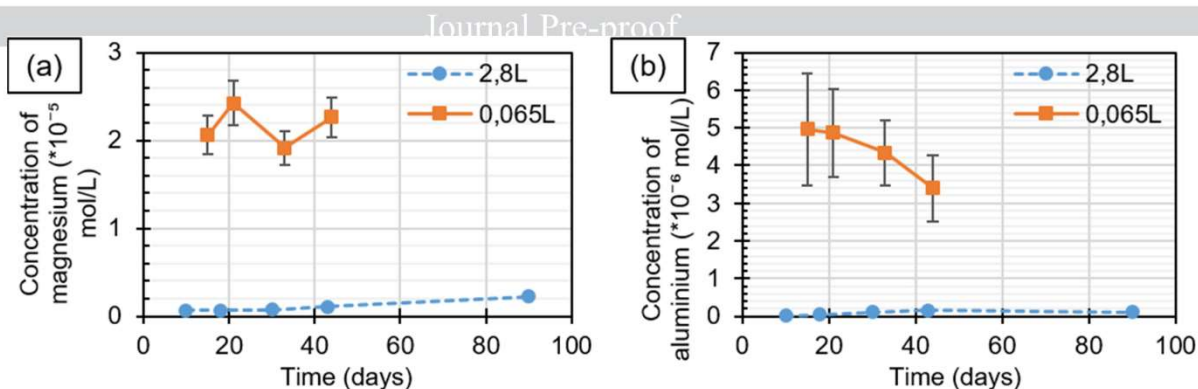 Journal Pre-proof
(a)
3
2
1
0
0 20 40 60 80 100
Time (days)
Concentration of
magnesium (*10⁻⁵
mol/L)
2,8L
0,065L
(b)
7
6
5
4
3
2
1
0
0 20 40 60 80 100
Time (days)
Concentration of
aluminium (*10⁻⁶ mol/L)
2,8L
0,065L